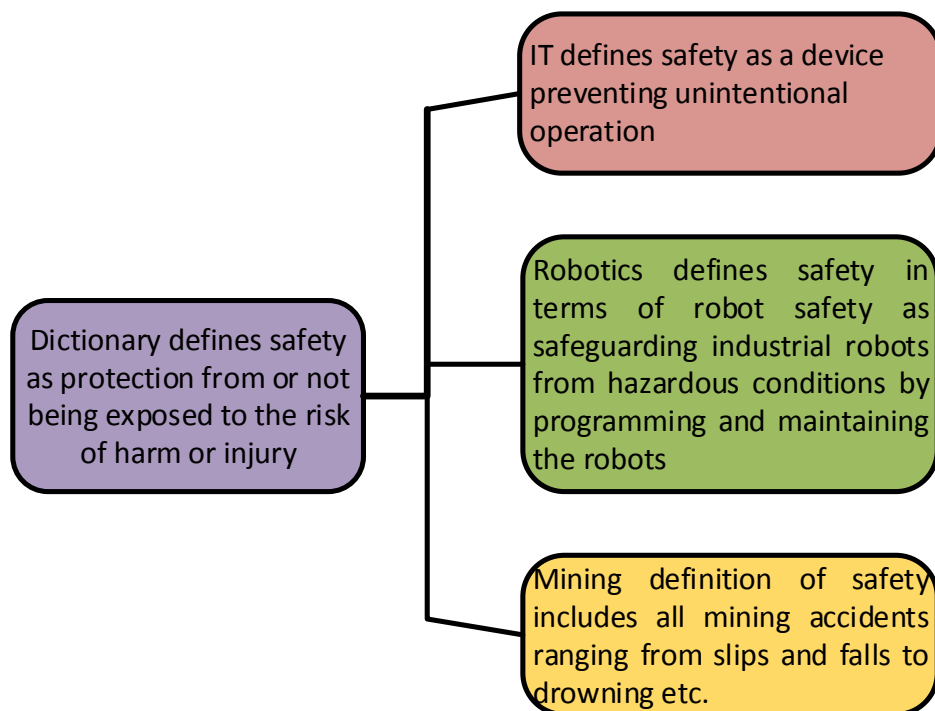 IT defines safety as a device
preventing unintentional
operation
Dictionary defines safety
as protection from or not
being exposed to the risk
of harm or injury
Robotics defines safety in
terms of robot safety as
safeguarding industrial robots
from hazardous conditions by
programming and maintaining
the robots
Mining definition of safety
includes all mining accidents
ranging from slips and falls to
drowning etc.